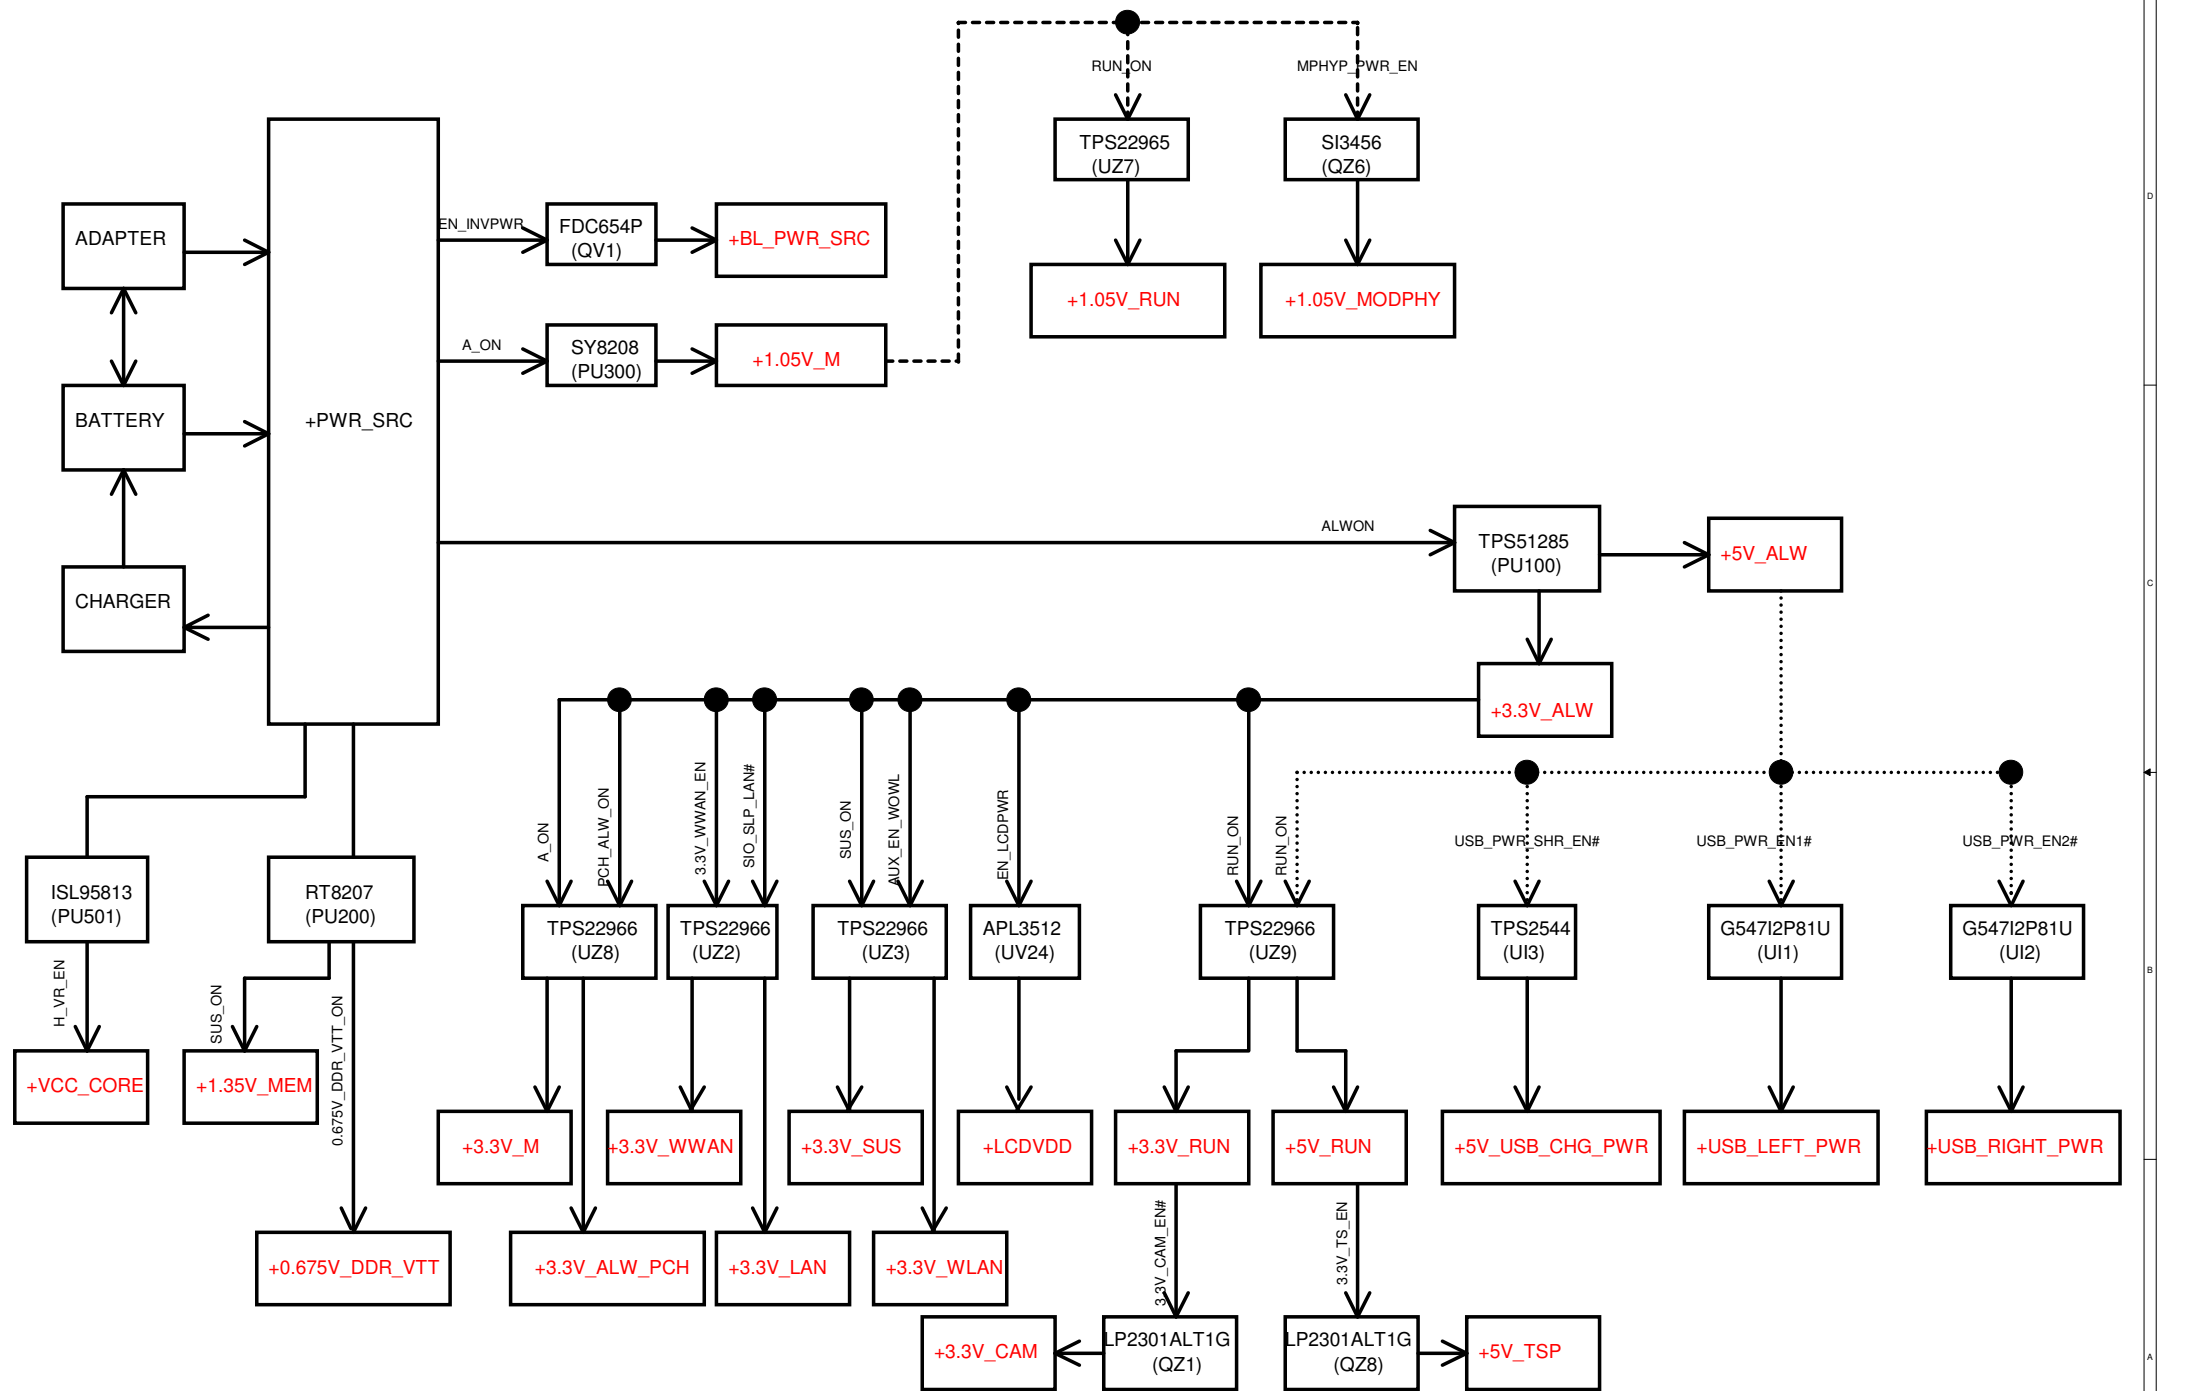 RUN_ON
MPHYP_PWR_EN
TPS22965
(UZ7)
SI3456
(QZ6)
D
ADAPTER
EN_INVPWR
FDC654P
(QV1)
+BL_PWR_SRC
+1.05V_RUN
+1.05V_MODPHY
A_ON
SY8208
(PU300)
+1.05V_M
BATTERY
+PWR_SRC
ALWON
TPS51285
(PU100)
+5V_ALW
C
CHARGER
+3.3V_ALW
A_ON
PCH_ALW_ON
3.3V_WWAN_EN
SIO_SLP_LAN#
SUS_ON
AUX_EN_WOWL
EN_LCDPWR
RUN_ON
RUN_ON
USB_PWR_SHR_EN#
USB_PWR_EN1#
USB_PWR_EN2#
ISL95813
(PU501)
RT8207
(PU200)
TPS22966
(UZ8)
TPS22966
(UZ2)
TPS22966
(UZ3)
APL3512
(UV24)
TPS22966
(UZ9)
TPS2544
(UI3)
G547I2P81U
(UI1)
G547I2P81U
(UI2)
B
H_VR_EN
SUS_ON
0.675V_DDR_VTT_ON
+VCC_CORE
+1.35V_MEM
+3.3V_M
+3.3V_WWAN
+3.3V_SUS
+LCDVDD
+3.3V_RUN
+5V_RUN
+5V_USB_CHG_PWR
+USB_LEFT_PWR
+USB_RIGHT_PWR
3.3V_CAM_EN#
3.3V_TS_EN
+0.675V_DDR_VTT
+3.3V_ALW_PCH
+3.3V_LAN
+3.3V_WLAN
+3.3V_CAM
LP2301ALT1G
(QZ1)
LP2301ALT1G
(QZ8)
+5V_TSP
A